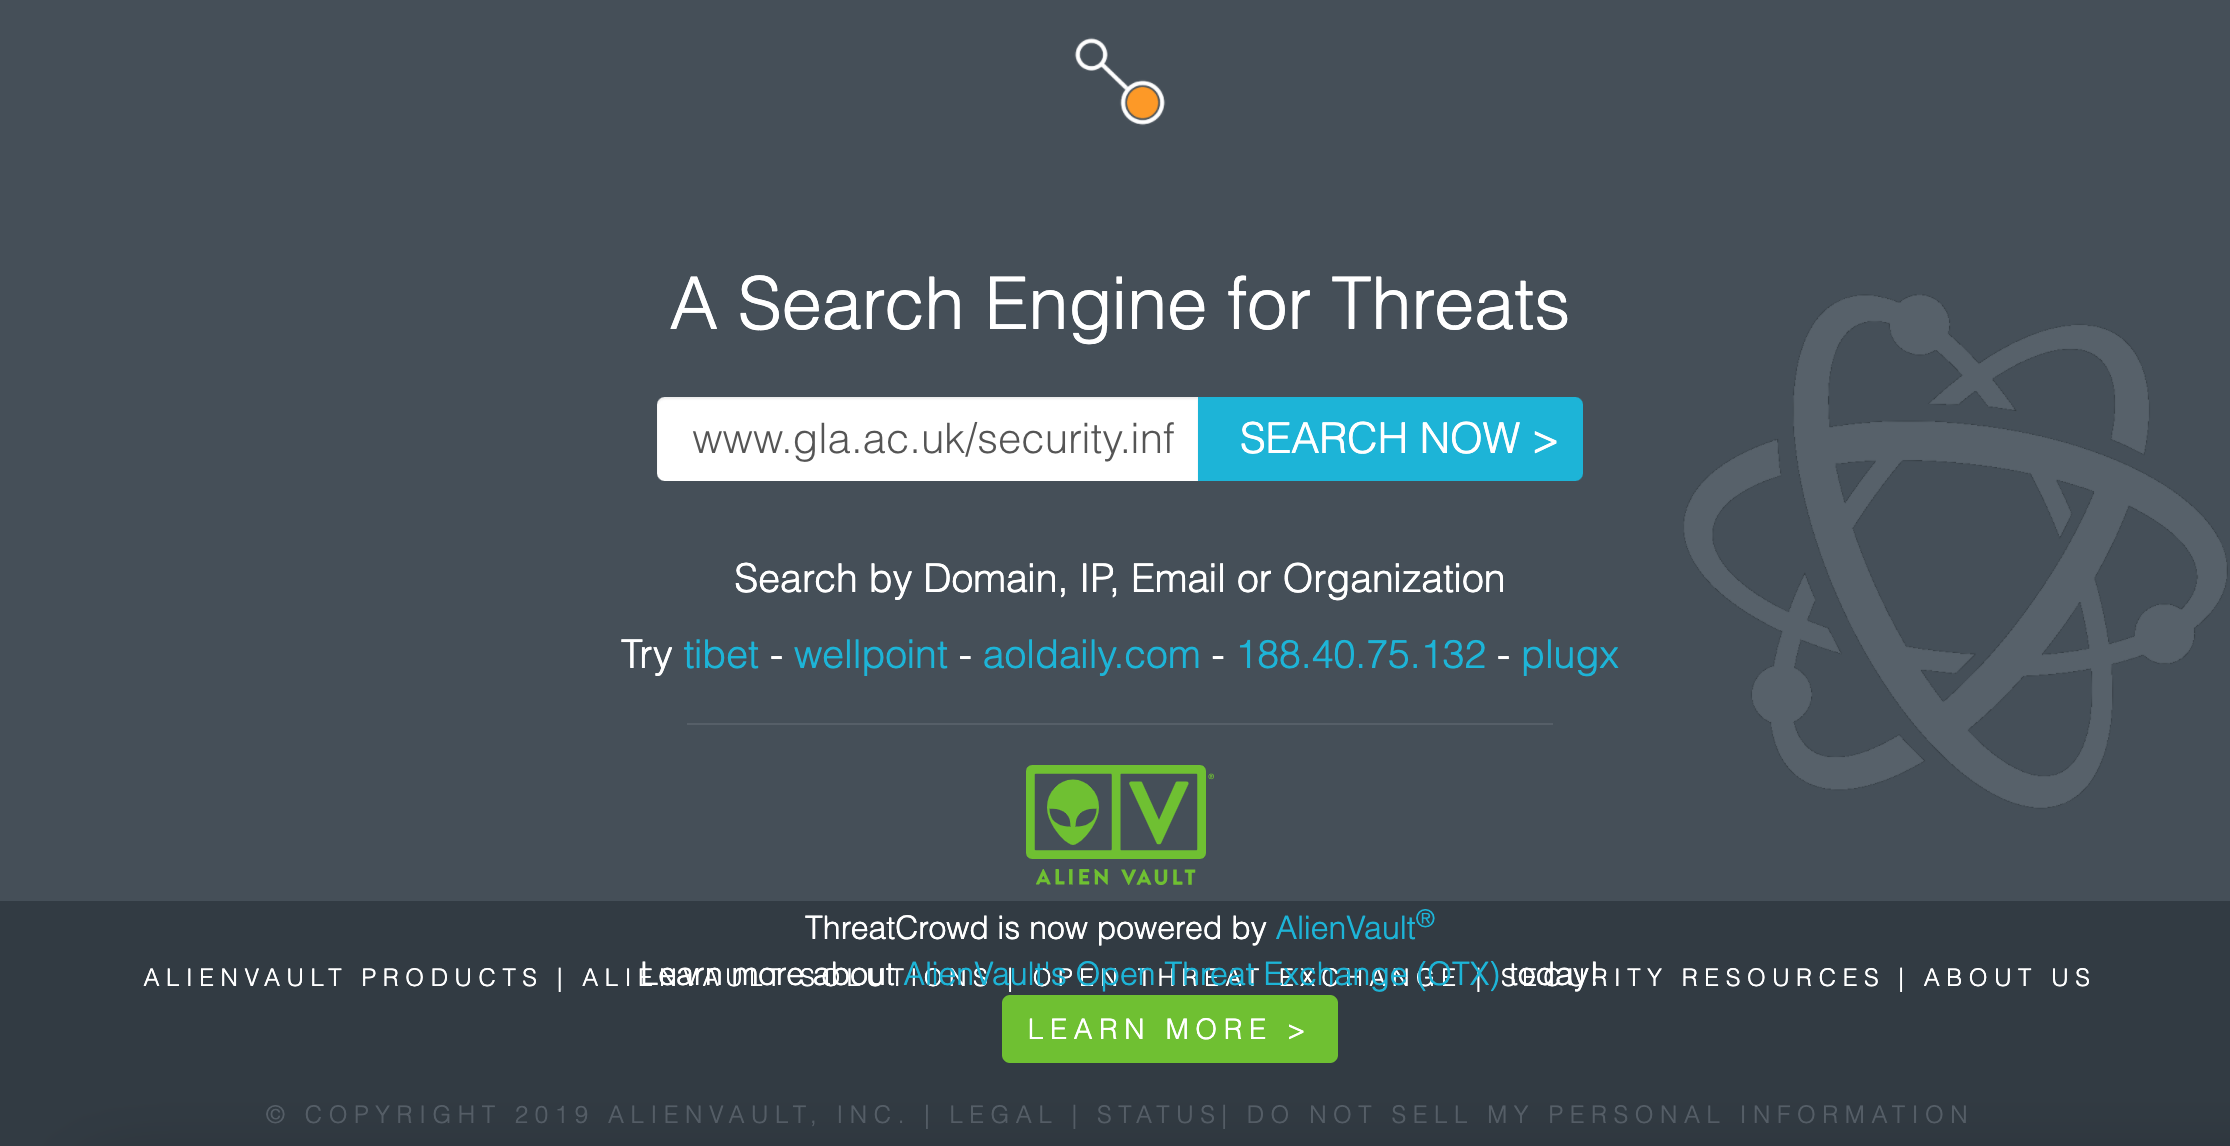 A Search Engine for Threats
www.gla.ac.uk/security.inf SEARCH NOW >
Search by Domain, IP, Email or Organization
Try tibet - wellpoint - aoldaily.com - 188.40.75.132 - plugx
V®
ALIEN VAULT
ThreatCrowd is now powered by AlienVault®
Learn more about AlienVault's Open Threat Exchange (OTX) today!
ALIENVAULT PRODUCTS | ALIENVAULT SOLUTIONS | OPEN THREAT EXCHANGE | SECURITY RESOURCES | ABOUT US
LEARN MORE >
© COPYRIGHT 2019 ALIENVAULT, INC. | LEGAL | STATUS| DO NOT SELL MY PERSONAL INFORMATION